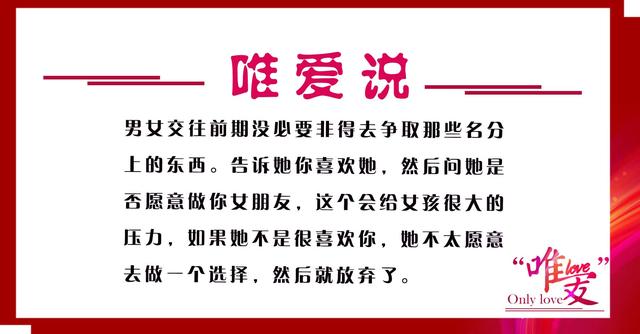 唯爱说
男女交往前期没必要非得去争取那些名分
上的东西。告诉她你喜欢她，然后问她是
否愿意做你女朋友，这个会给女孩很大的
压力，如果她不是很喜欢你，她不太愿意
去做一个选择，然后就放弃了。
“唯love爱”
Only love